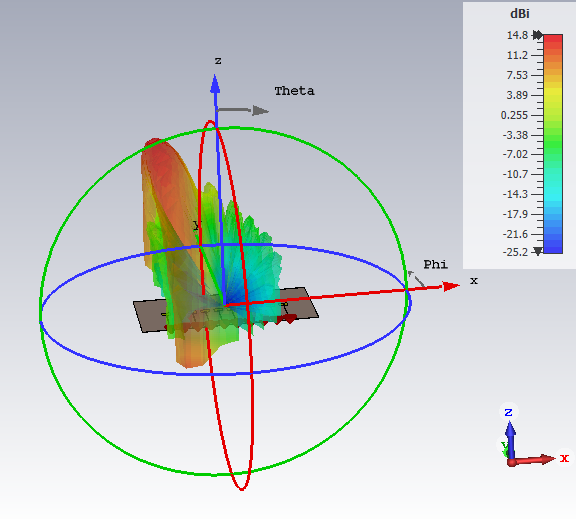 dBi
14.8
11.2
7.53
3.89
0.255
-3.38
-7.02
-10.7
-14.3
-17.9
-21.6
-25.2
z
Theta
y
Phi
x
z
x